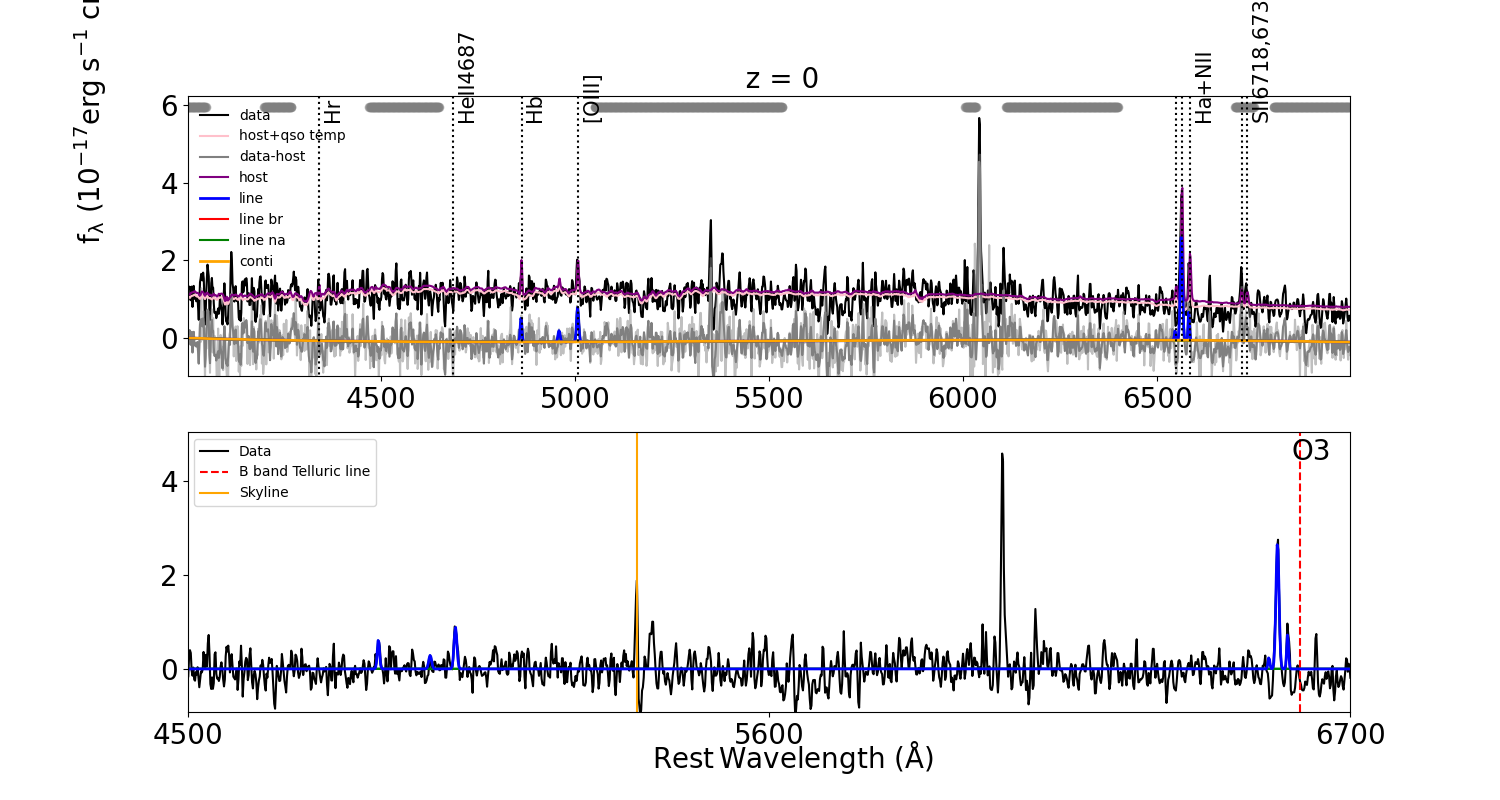 z = 0
fλ (10⁻¹⁷erg s⁻¹ c
Hr
HeII4687
Hb
[OIII]
Ha+NII
SII6718,673
data
host+qso temp
data-host
host
line
line br
line na
conti
6
4
2
0
4500 5000 5500 6000 6500
Data
B band Telluric line
Skyline
O3
4
2
0
4500 5600 6700
Rest Wavelength (Å)